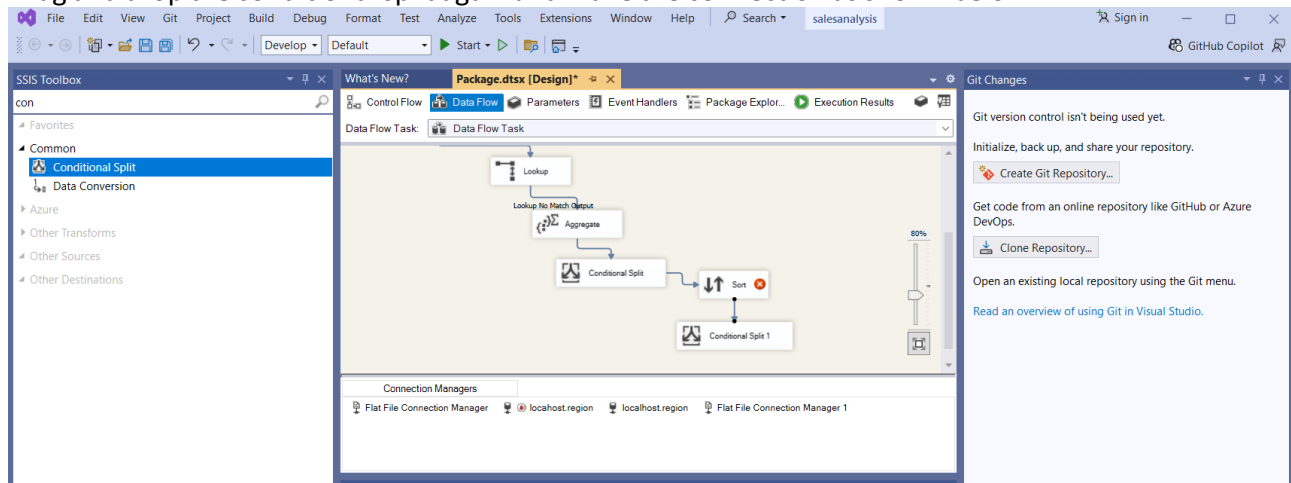 File Edit View Git Project Build Debug Format Test Analyze Tools Extensions Window Help Search salesanalysis Sign in
Develop Default Start GitHub Copilot
SSIS Toolbox
con
Favorites
Common
Conditional Split
Data Conversion
Azure
Other Transforms
Other Sources
Other Destinations
What's New? Package.dtsx [Design]*
Control Flow Data Flow Parameters Event Handlers Package Explor... Execution Results
Data Flow Task: Data Flow Task
Lookup
Lookup No Match Output
Aggregate
Conditional Split
Sort
Conditional Split 1
80%
Connection Managers
Flat File Connection Manager locahost.region localhost.region Flat File Connection Manager 1
Git Changes
Git version control isn't being used yet.
Initialize, back up, and share your repository.
Create Git Repository...
Get code from an online repository like GitHub or Azure
DevOps.
Clone Repository...
Open an existing local repository using the Git menu.
Read an overview of using Git in Visual Studio.